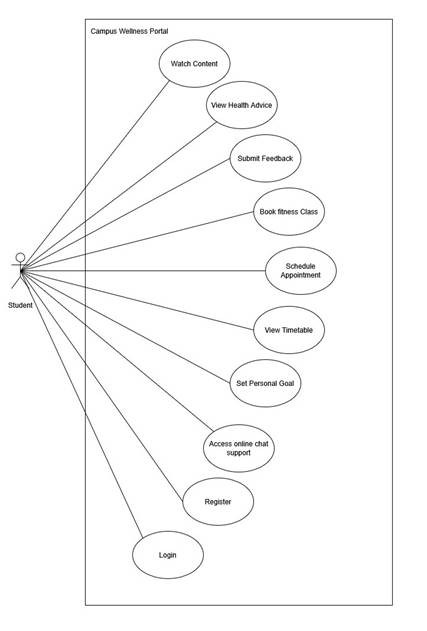 Campus Wellness Portal
Watch Content
View Health Advice
Submit Feedback
Book fitness Class
Schedule
Appointment
Student
View Timetable
Set Personal Goal
Access online chat
support
Register
Login